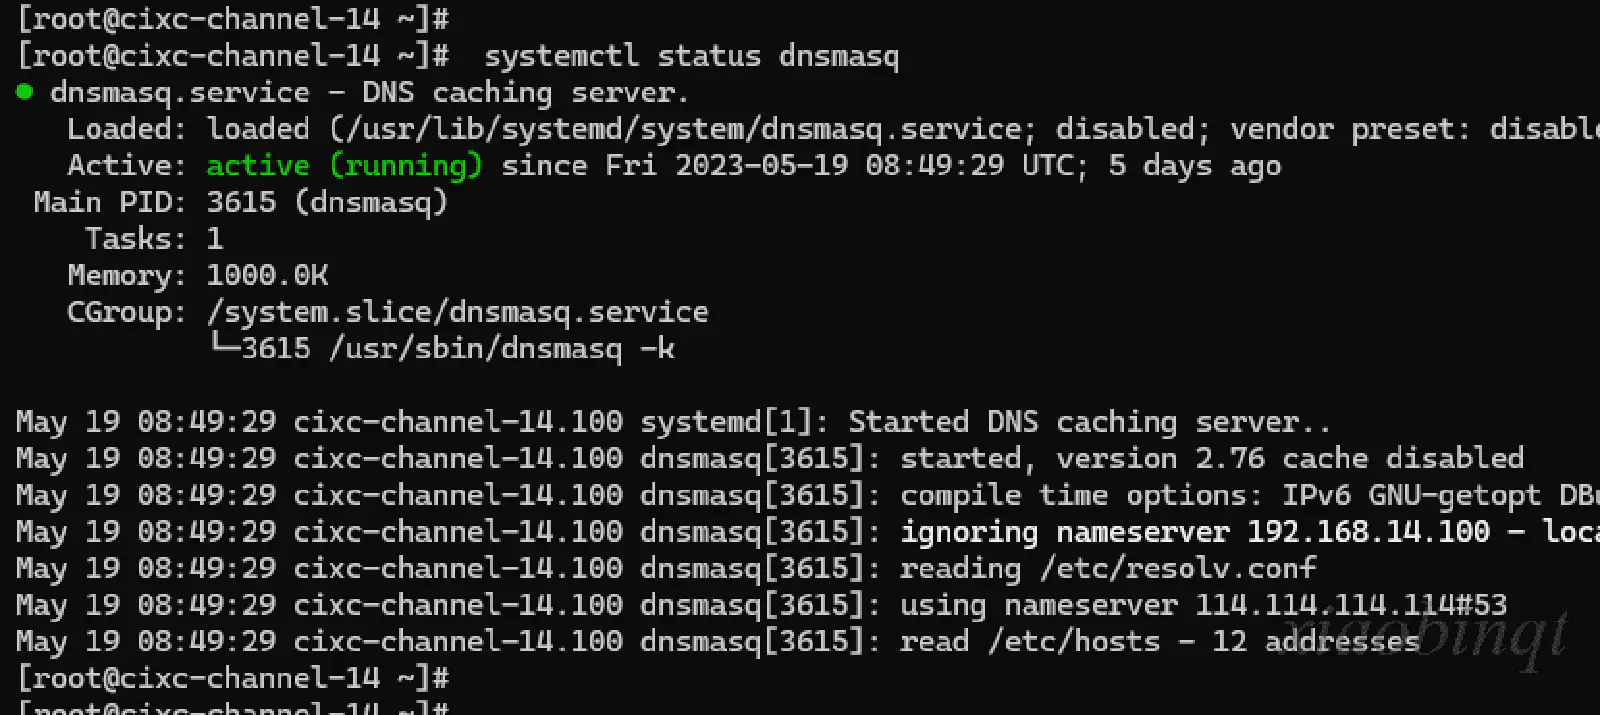 [root@cixc-channel-14 ~]#
[root@cixc-channel-14 ~]#  systemctl status dnsmasq
● dnsmasq.service - DNS caching server.
   Loaded: loaded (/usr/lib/systemd/system/dnsmasq.service; disabled; vendor preset: disable
   Active: active (running) since Fri 2023-05-19 08:49:29 UTC; 5 days ago
 Main PID: 3615 (dnsmasq)
    Tasks: 1
   Memory: 1000.0K
   CGroup: /system.slice/dnsmasq.service
           └─3615 /usr/sbin/dnsmasq -k
May 19 08:49:29 cixc-channel-14.100 systemd[1]: Started DNS caching server..
May 19 08:49:29 cixc-channel-14.100 dnsmasq[3615]: started, version 2.76 cache disabled
May 19 08:49:29 cixc-channel-14.100 dnsmasq[3615]: compile time options: IPv6 GNU-getopt DBu
May 19 08:49:29 cixc-channel-14.100 dnsmasq[3615]: ignoring nameserver 192.168.14.100 - loca
May 19 08:49:29 cixc-channel-14.100 dnsmasq[3615]: reading /etc/resolv.conf
May 19 08:49:29 cixc-channel-14.100 dnsmasq[3615]: using nameserver 114.114.114.114#53
May 19 08:49:29 cixc-channel-14.100 dnsmasq[3615]: read /etc/hosts - 12 addresses
xiaobinqt
[root@cixc-channel-14 ~]#
[root@cixc-channel-14 ~]#